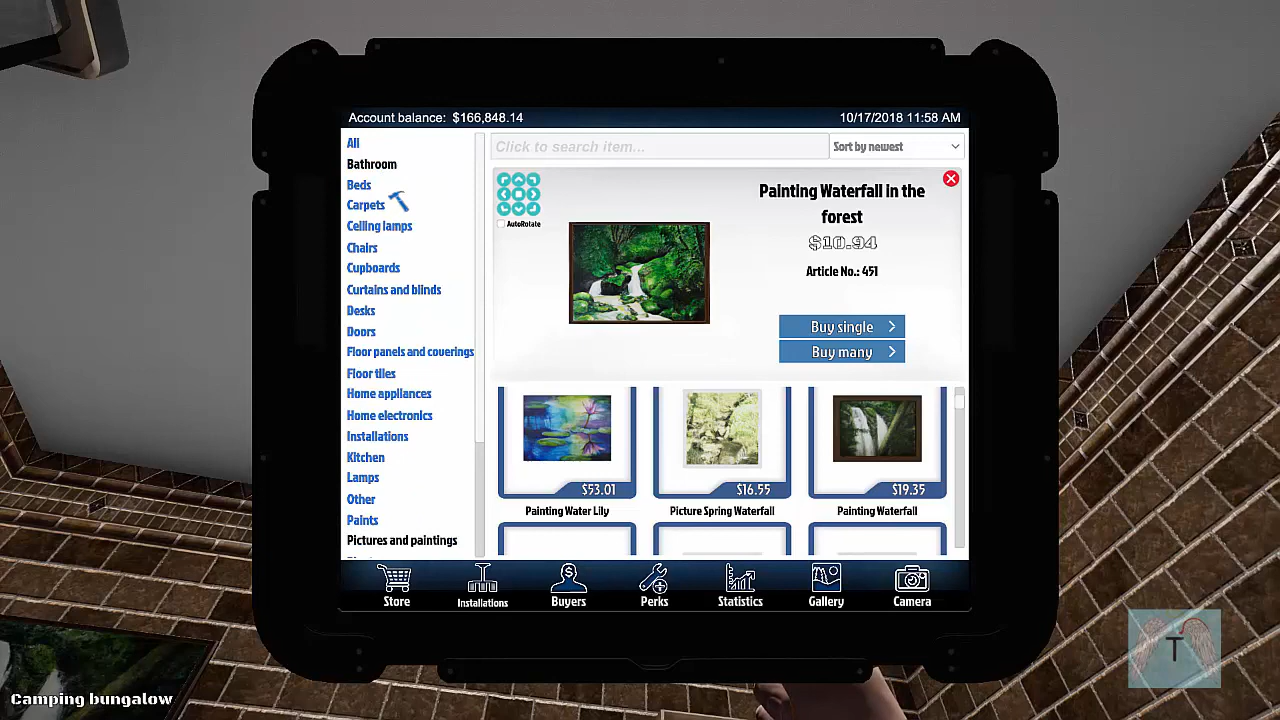 Account balance: $166,848.14
10/17/2018 11:58 AM
All
Bathroom
Beds
Carpets
Ceiling lamps
Chairs
Cupboards
Curtains and blinds
Desks
Doors
Floor panels and coverings
Floor tiles
Home appliances
Home electronics
Installations
Kitchen
Lamps
Other
Paints
Pictures and paintings
Click to search item...
Sort by newest
AutoRotate
Painting Waterfall in the
forest
$10.94
Article No.: 451
Buy single
Buy many
$53.01
$16.55
$19.35
Painting Water Lily
Picture Spring Waterfall
Painting Waterfall
Store
Installations
Buyers
Perks
Statistics
Gallery
Camera
Camping bungalow
T